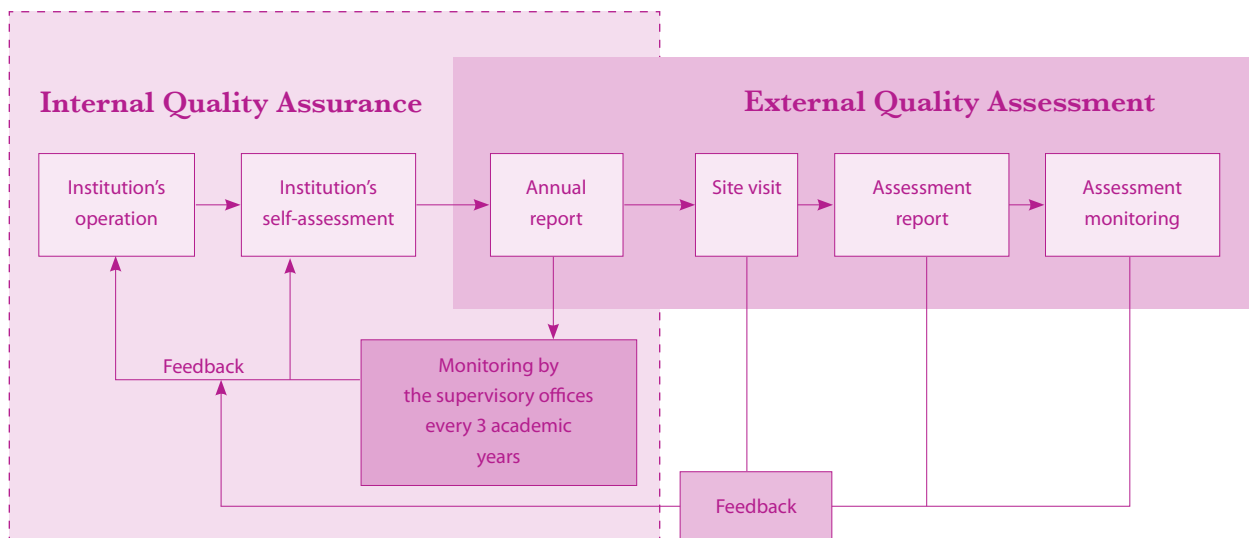 Internal Quality Assurance
External Quality Assessment
Institution’s
operation
Institution’s
self-assessment
Annual
report
Site visit
Assessment
report
Assessment
monitoring
Feedback
Monitoring by
the supervisory offices
every 3 academic
years
Feedback